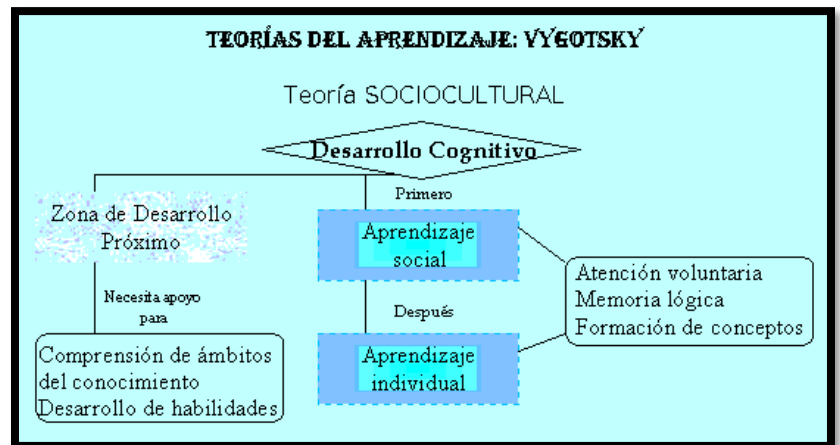 TEORÍAS DEL APRENDIZAJE: VYGOTSKY
Teoría SOCIOCULTURAL
Desarrollo Cognitivo
Zona de Desarrollo
Próximo
Necesita apoyo
para
Comprensión de ámbitos
del conocimiento
Desarrollo de habilidades
Primero
Aprendizaje
social
Después
Aprendizaje
individual
Atención voluntaria
Memoria lógica
Formación de conceptos